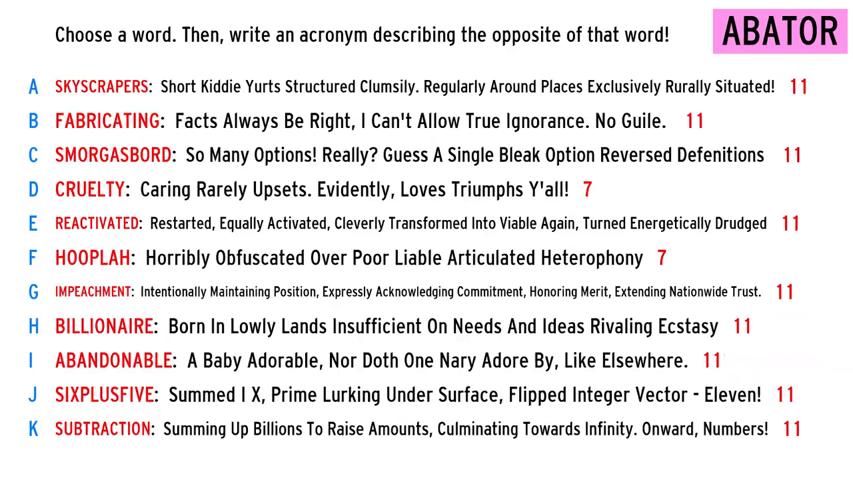 Choose a word. Then, write an acronym describing the opposite of that word!
ABATOR
A SKYSCRAPERS: Short Kiddie Yurts Structured Clumsily. Regularly Around Places Exclusively Rurally Situated! 11
B FABRICATING: Facts Always Be Right, I Can't Allow True Ignorance. No Guile. 11
C SMORGASBORD: So Many Options! Really? Guess A Single Bleak Option Reversed Defenitions 11
D CRUELTY: Caring Rarely Upsets. Evidently, Loves Triumphs Y'all! 7
E REACTIVATED: Restarted, Equally Activated, Cleverly Transformed Into Viable Again, Turned Energetically Drudged 11
F HOOPLAH: Horribly Obfuscated Over Poor Liable Articulated Heterophony 7
G IMPEACHMENT: Intentionally Maintaining Position, Expressly Acknowledging Commitment, Honoring Merit, Extending Nationwide Trust. 11
H BILLIONAIRE: Born In Lowly Lands Insufficient On Needs And Ideas Rivaling Ecstasy 11
I ABANDONABLE: A Baby Adorable, Nor Doth One Nary Adore By, Like Elsewhere. 11
J SIXPLUSFIVE: Summed I X, Prime Lurking Under Surface, Flipped Integer Vector - Eleven! 11
K SUBTRACTION: Summing Up Billions To Raise Amounts, Culminating Towards Infinity. Onward, Numbers! 11